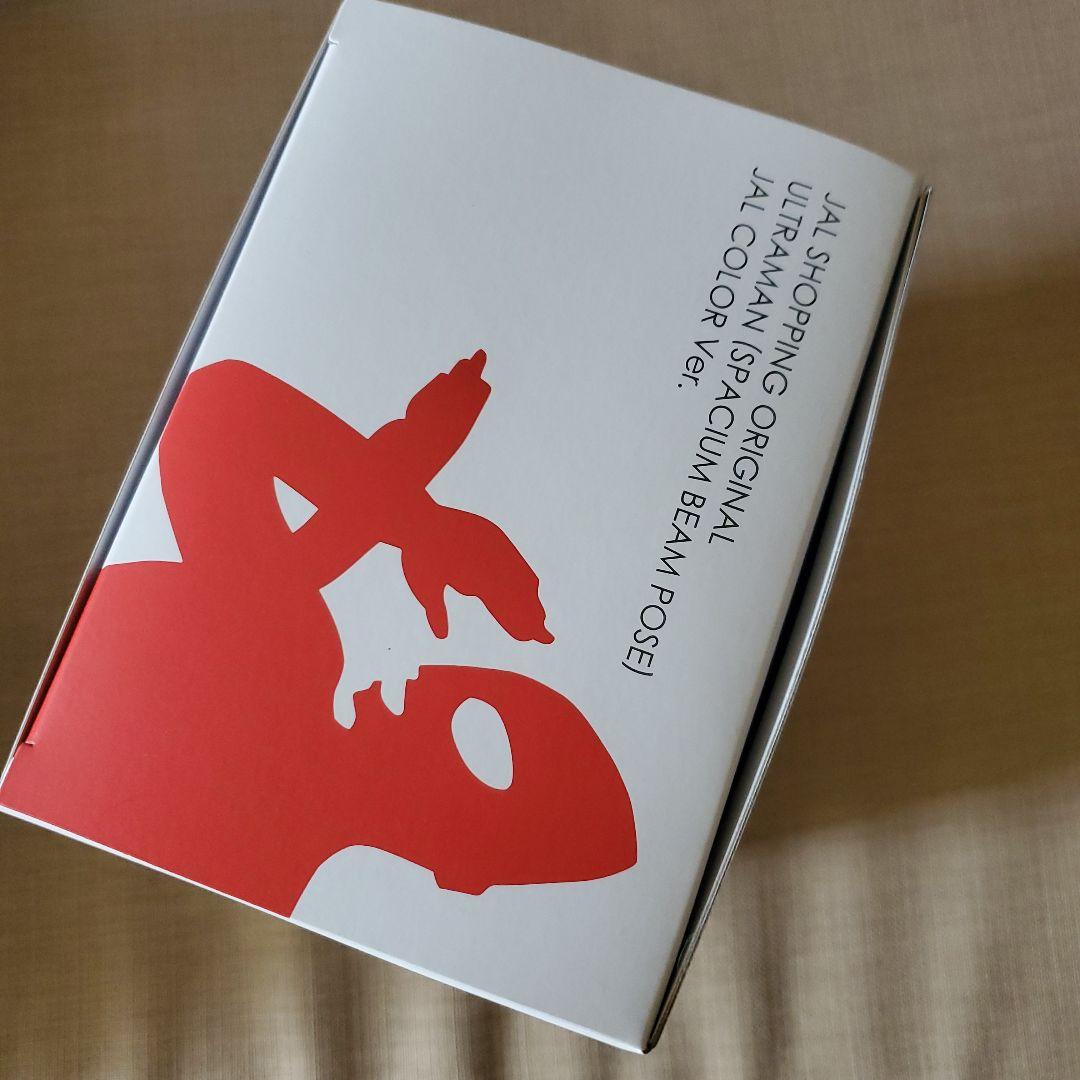 JAL SHOPPING ORIGINAL
ULTRAMAN (SPACIUM BEAM POSE)
JAL COLOR Ver.